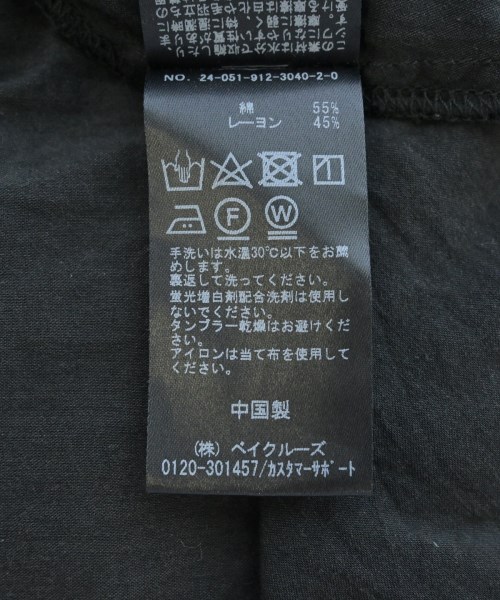 NO. 24-051-912-3040-2-0
綿 55%
レーヨン 45%
F
W
手洗いは水温30℃以下をお薦
めします。
裏返して洗ってください。
蛍光増白剤配合洗剤は使用し
ないでください。
タンブラー乾燥はお避けくだ
さい。
アイロンは当て布を使用して
ください。
中国製
(株) ベイクルーズ
0120-301457/カスタマーサポート